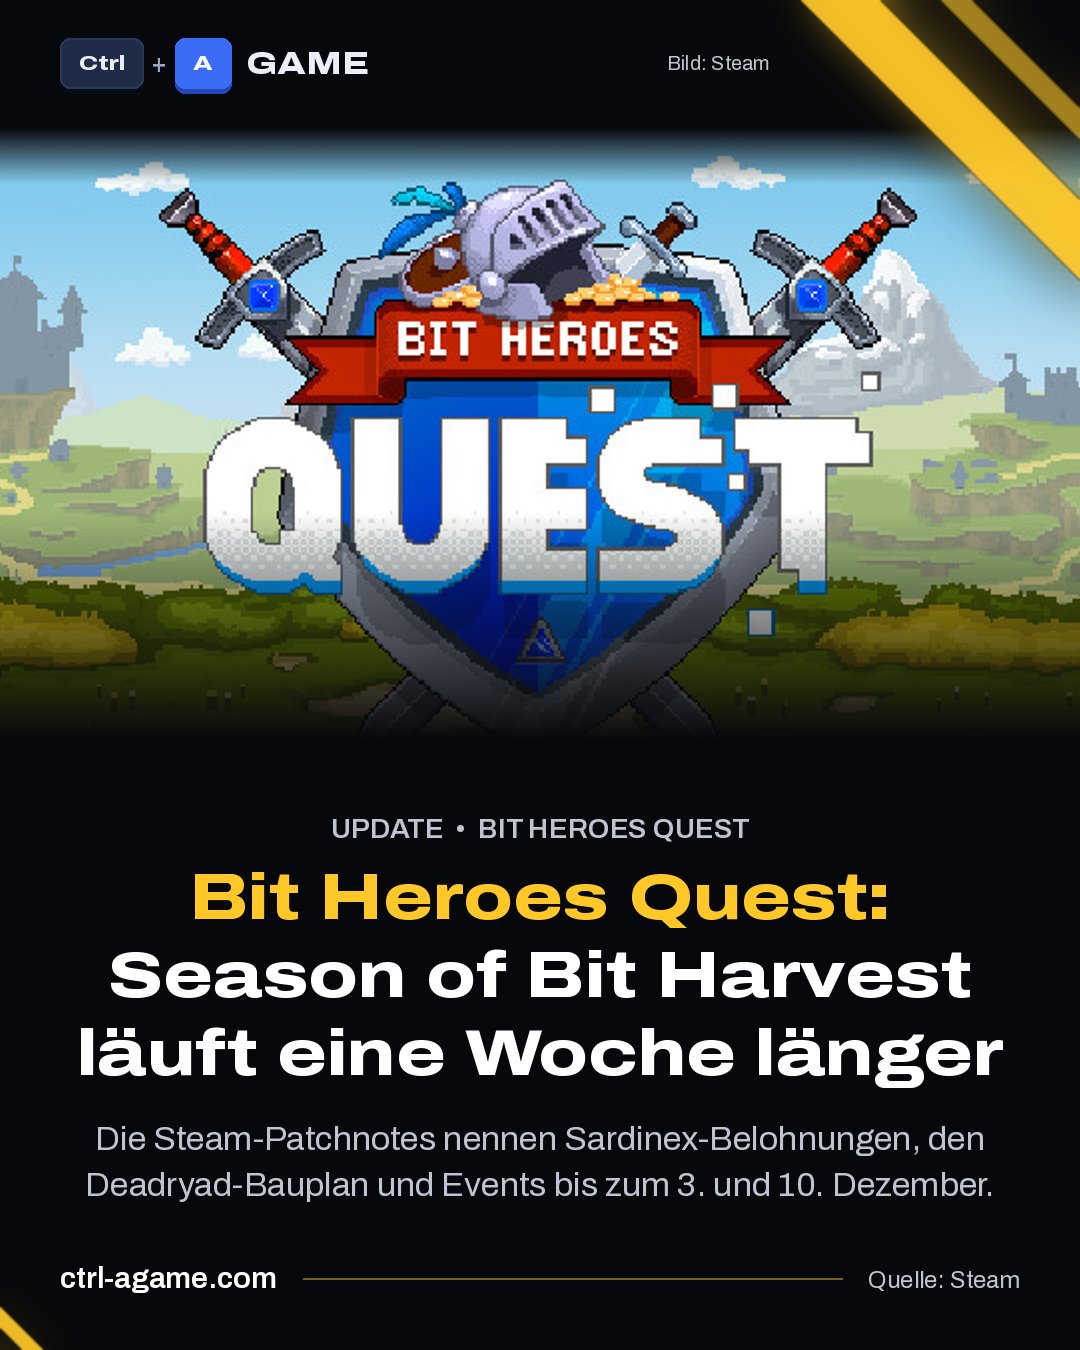 Ctrl + A GAME
Bild: Steam
BIT HEROES
QUEST
UPDATE • BIT HEROES QUEST
Bit Heroes Quest:
Season of Bit Harvest
läuft eine Woche länger
Die Steam-Patchnotes nennen Sardinex-Belohnungen, den
Deadryad-Bauplan und Events bis zum 3. und 10. Dezember.
ctrl-agame.com
Quelle: Steam